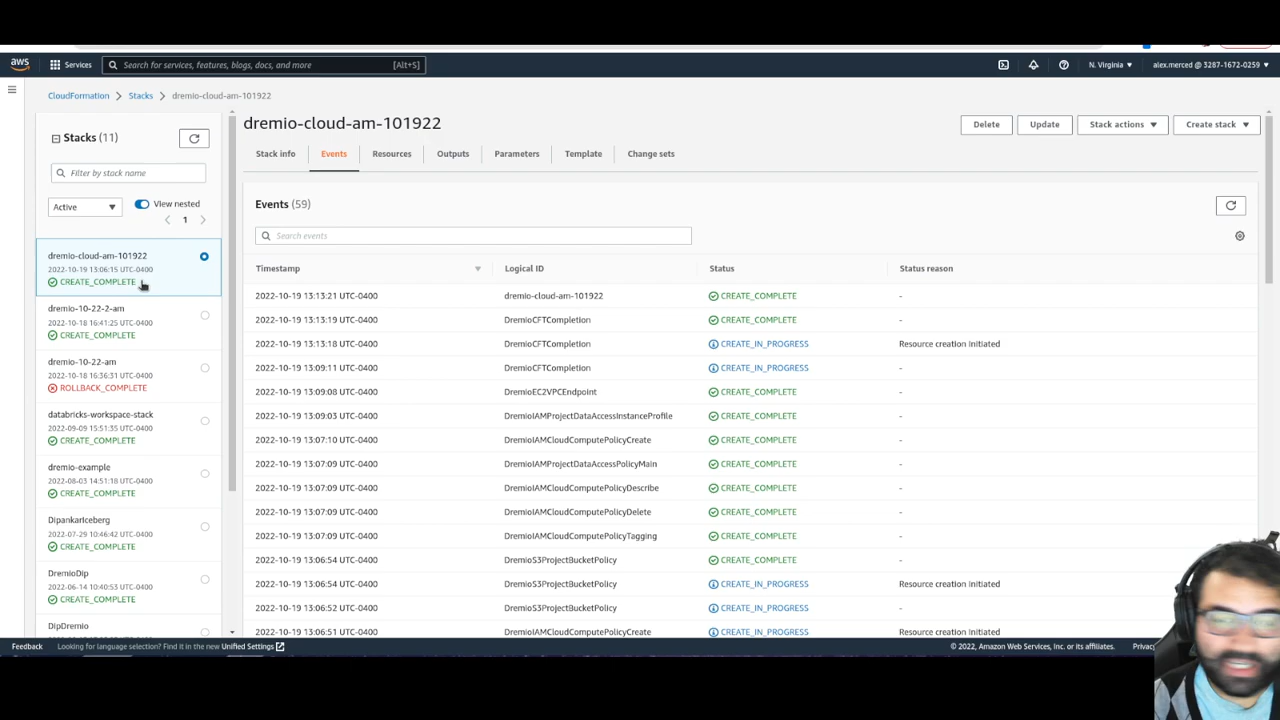 aws Services Search for services, features, blogs, docs, and more [Alt+S] N. Virginia alex.merced @ 3287-1672-0259
CloudFormation Stacks dremio-cloud-am-101922
Stacks (11)
Filter by stack name
Active View nested
1
dremio-cloud-am-101922
2022-10-19 13:06:15 UTC-0400
CREATE_COMPLETE
dremio-10-22-2-am
2022-10-18 16:41:25 UTC-0400
CREATE_COMPLETE
dremio-10-22-am
2022-10-18 16:36:31 UTC-0400
ROLLBACK_COMPLETE
databricks-workspace-stack
2022-09-09 15:51:35 UTC-0400
CREATE_COMPLETE
dremio-example
2022-08-03 14:51:18 UTC-0400
CREATE_COMPLETE
DipankarIceberg
2022-07-29 10:46:42 UTC-0400
CREATE_COMPLETE
DremioDip
2022-06-14 10:40:53 UTC-0400
CREATE_COMPLETE
DipDremio
dremio-cloud-am-101922
Delete Update Stack actions Create stack
Stack info Events Resources Outputs Parameters Template Change sets
Events (59)
Search events
Timestamp Logical ID Status Status reason
2022-10-19 13:13:21 UTC-0400 dremio-cloud-am-101922 CREATE_COMPLETE -
2022-10-19 13:13:19 UTC-0400 DremioCFTCompletion CREATE_COMPLETE -
2022-10-19 13:13:18 UTC-0400 DremioCFTCompletion CREATE_IN_PROGRESS Resource creation Initiated
2022-10-19 13:09:11 UTC-0400 DremioCFTCompletion CREATE_IN_PROGRESS -
2022-10-19 13:09:08 UTC-0400 DremioEC2VPCEndpoint CREATE_COMPLETE -
2022-10-19 13:09:03 UTC-0400 DremioIAMProjectDataAccessInstanceProfile CREATE_COMPLETE -
2022-10-19 13:07:10 UTC-0400 DremioIAMCloudComputePolicyCreate CREATE_COMPLETE -
2022-10-19 13:07:09 UTC-0400 DremioIAMProjectDataAccessPolicyMain CREATE_COMPLETE -
2022-10-19 13:07:09 UTC-0400 DremioIAMCloudComputePolicyDescribe CREATE_COMPLETE -
2022-10-19 13:07:09 UTC-0400 DremioIAMCloudComputePolicyDelete CREATE_COMPLETE -
2022-10-19 13:07:09 UTC-0400 DremioIAMCloudComputePolicyTagging CREATE_COMPLETE -
2022-10-19 13:06:54 UTC-0400 DremioS3ProjectBucketPolicy CREATE_COMPLETE -
2022-10-19 13:06:54 UTC-0400 DremioS3ProjectBucketPolicy CREATE_IN_PROGRESS Resource creation Initiated
2022-10-19 13:06:52 UTC-0400 DremioS3ProjectBucketPolicy CREATE_IN_PROGRESS -
2022-10-19 13:06:51 UTC-0400 DremioIAMCloudComputePolicyCreate CREATE_IN_PROGRESS Resource creation Initiated
Feedback Looking for language selection? Find it in the new Unified Settings © 2022, Amazon Web Services, Inc. or its affiliates.